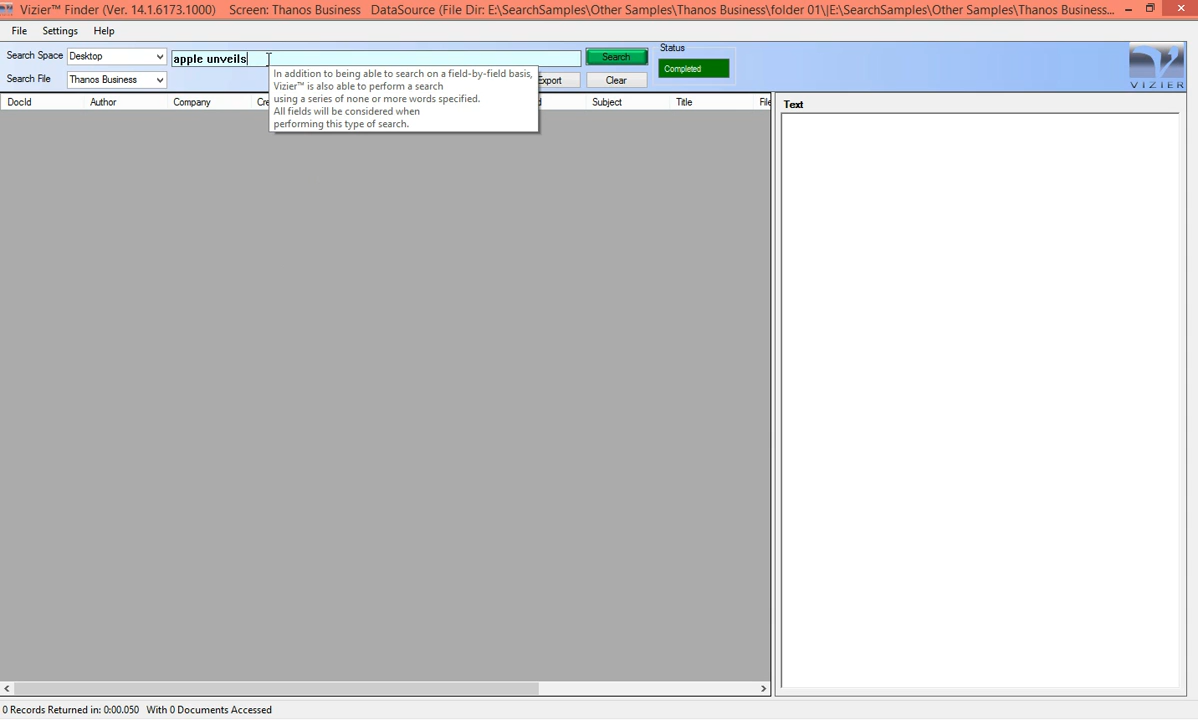 Vizier™ Finder (Ver. 14.1.6173.1000) Screen: Thanos Business DataSource (File Dir: E:\SearchSamples\Other Samples\Thanos Business\folder 01\|E:\SearchSamples\Other Samples\Thanos Business...
File Settings Help
Search Space Desktop apple unveils Search Status
Search File Thanos Business Export Clear Completed
VIZIER
In addition to being able to search on a field-by-field basis,
Vizier™ is also able to perform a search
using a series of none or more words specified.
All fields will be considered when
performing this type of search.
DocId Author Company Cre Subject Title File Text
0 Records Returned in: 0:00.050 With 0 Documents Accessed